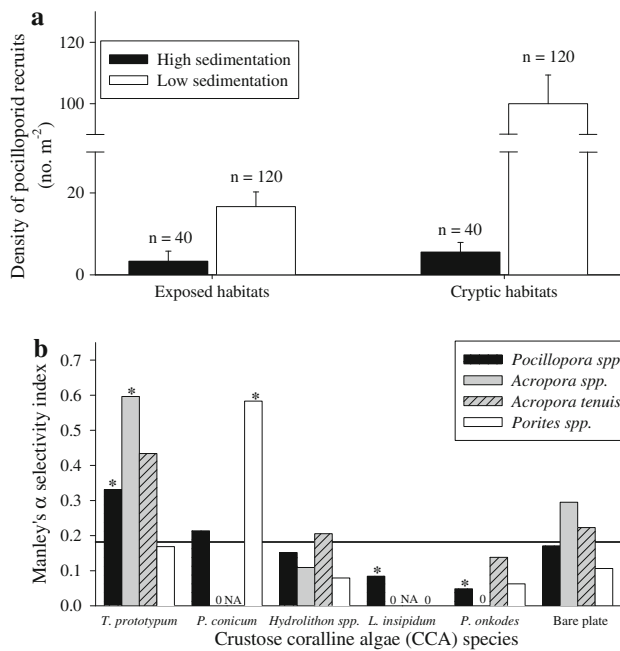 a
120
100
20
0
Density of pocilloporid recruits
(no. m-2)
High sedimentation
Low sedimentation
n = 40
n = 120
n = 40
n = 120
Exposed habitats
Cryptic habitats
b
0.7
0.6
0.5
0.4
0.3
0.2
0.1
0.0
Manley's α selectivity index
Pocillopora spp.
Acropora spp.
Acropora tenuis
Porites spp.
*
*
*
*
*
0 NA
0 NA 0
0
T. prototypum
P. conicum
Hydrolithon spp.
L. insipidum
P. onkodes
Bare plate
Crustose coralline algae (CCA) species